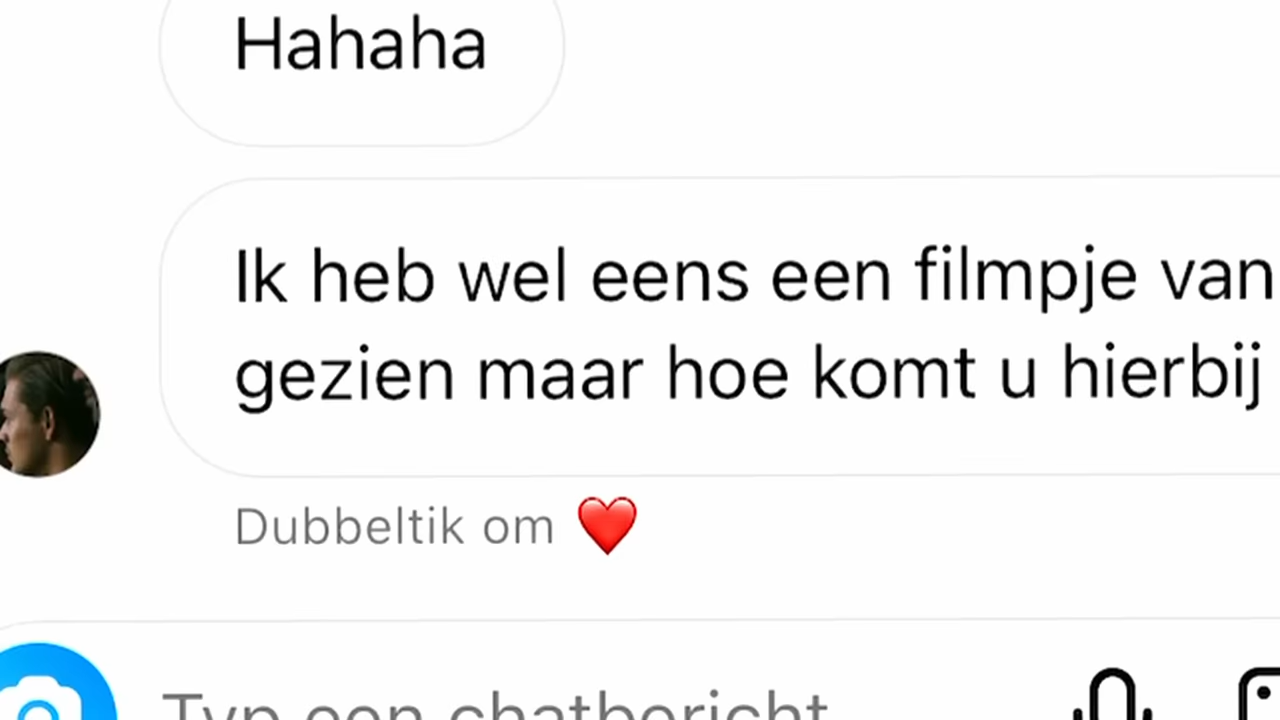 Hahaha
Ik heb wel eens een filmpje van
gezien maar hoe komt u hierbij
Dubbeltik om ❤️
Typ een chatbericht